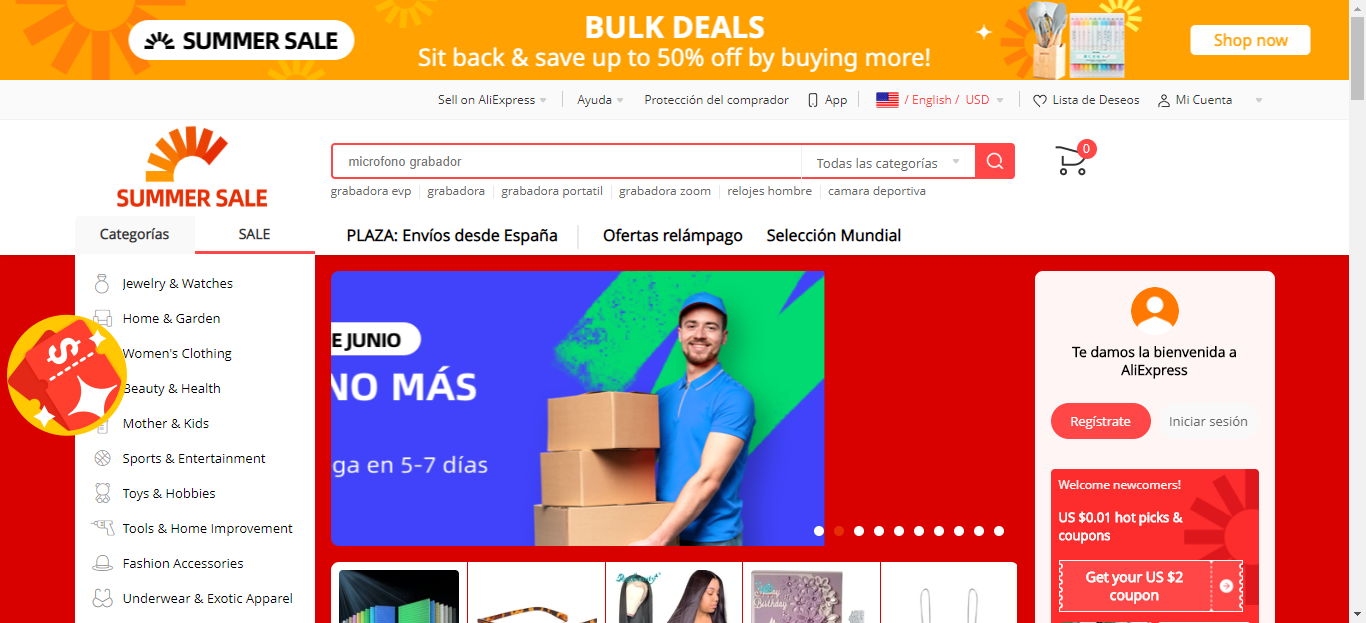 SUMMER SALE
BULK DEALS
Sit back & save up to 50% off by buying more!
Shop now
Sell on AliExpress
Ayuda
Protección del comprador
App
/ English / USD
Lista de Deseos
Mi Cuenta
SUMMER SALE
microfono grabador
Todas las categorías
0
grabadora evp
grabadora
grabadora portatil
grabadora zoom
relojes hombre
camara deportiva
Categorías
SALE
PLAZA: Envíos desde España
Ofertas relámpago
Selección Mundial
Jewelry & Watches
Home & Garden
Women's Clothing
Beauty & Health
Mother & Kids
Sports & Entertainment
Toys & Hobbies
Tools & Home Improvement
Fashion Accessories
Underwear & Exotic Apparel
$
E JUNIO
NO MÁS
ga en 5-7 días
Te damos la bienvenida a
AliExpress
Regístrate
Iniciar sesión
Welcome newcomers!
US $0.01 hot picks &
coupons
Get your US $2
coupon
Birthday